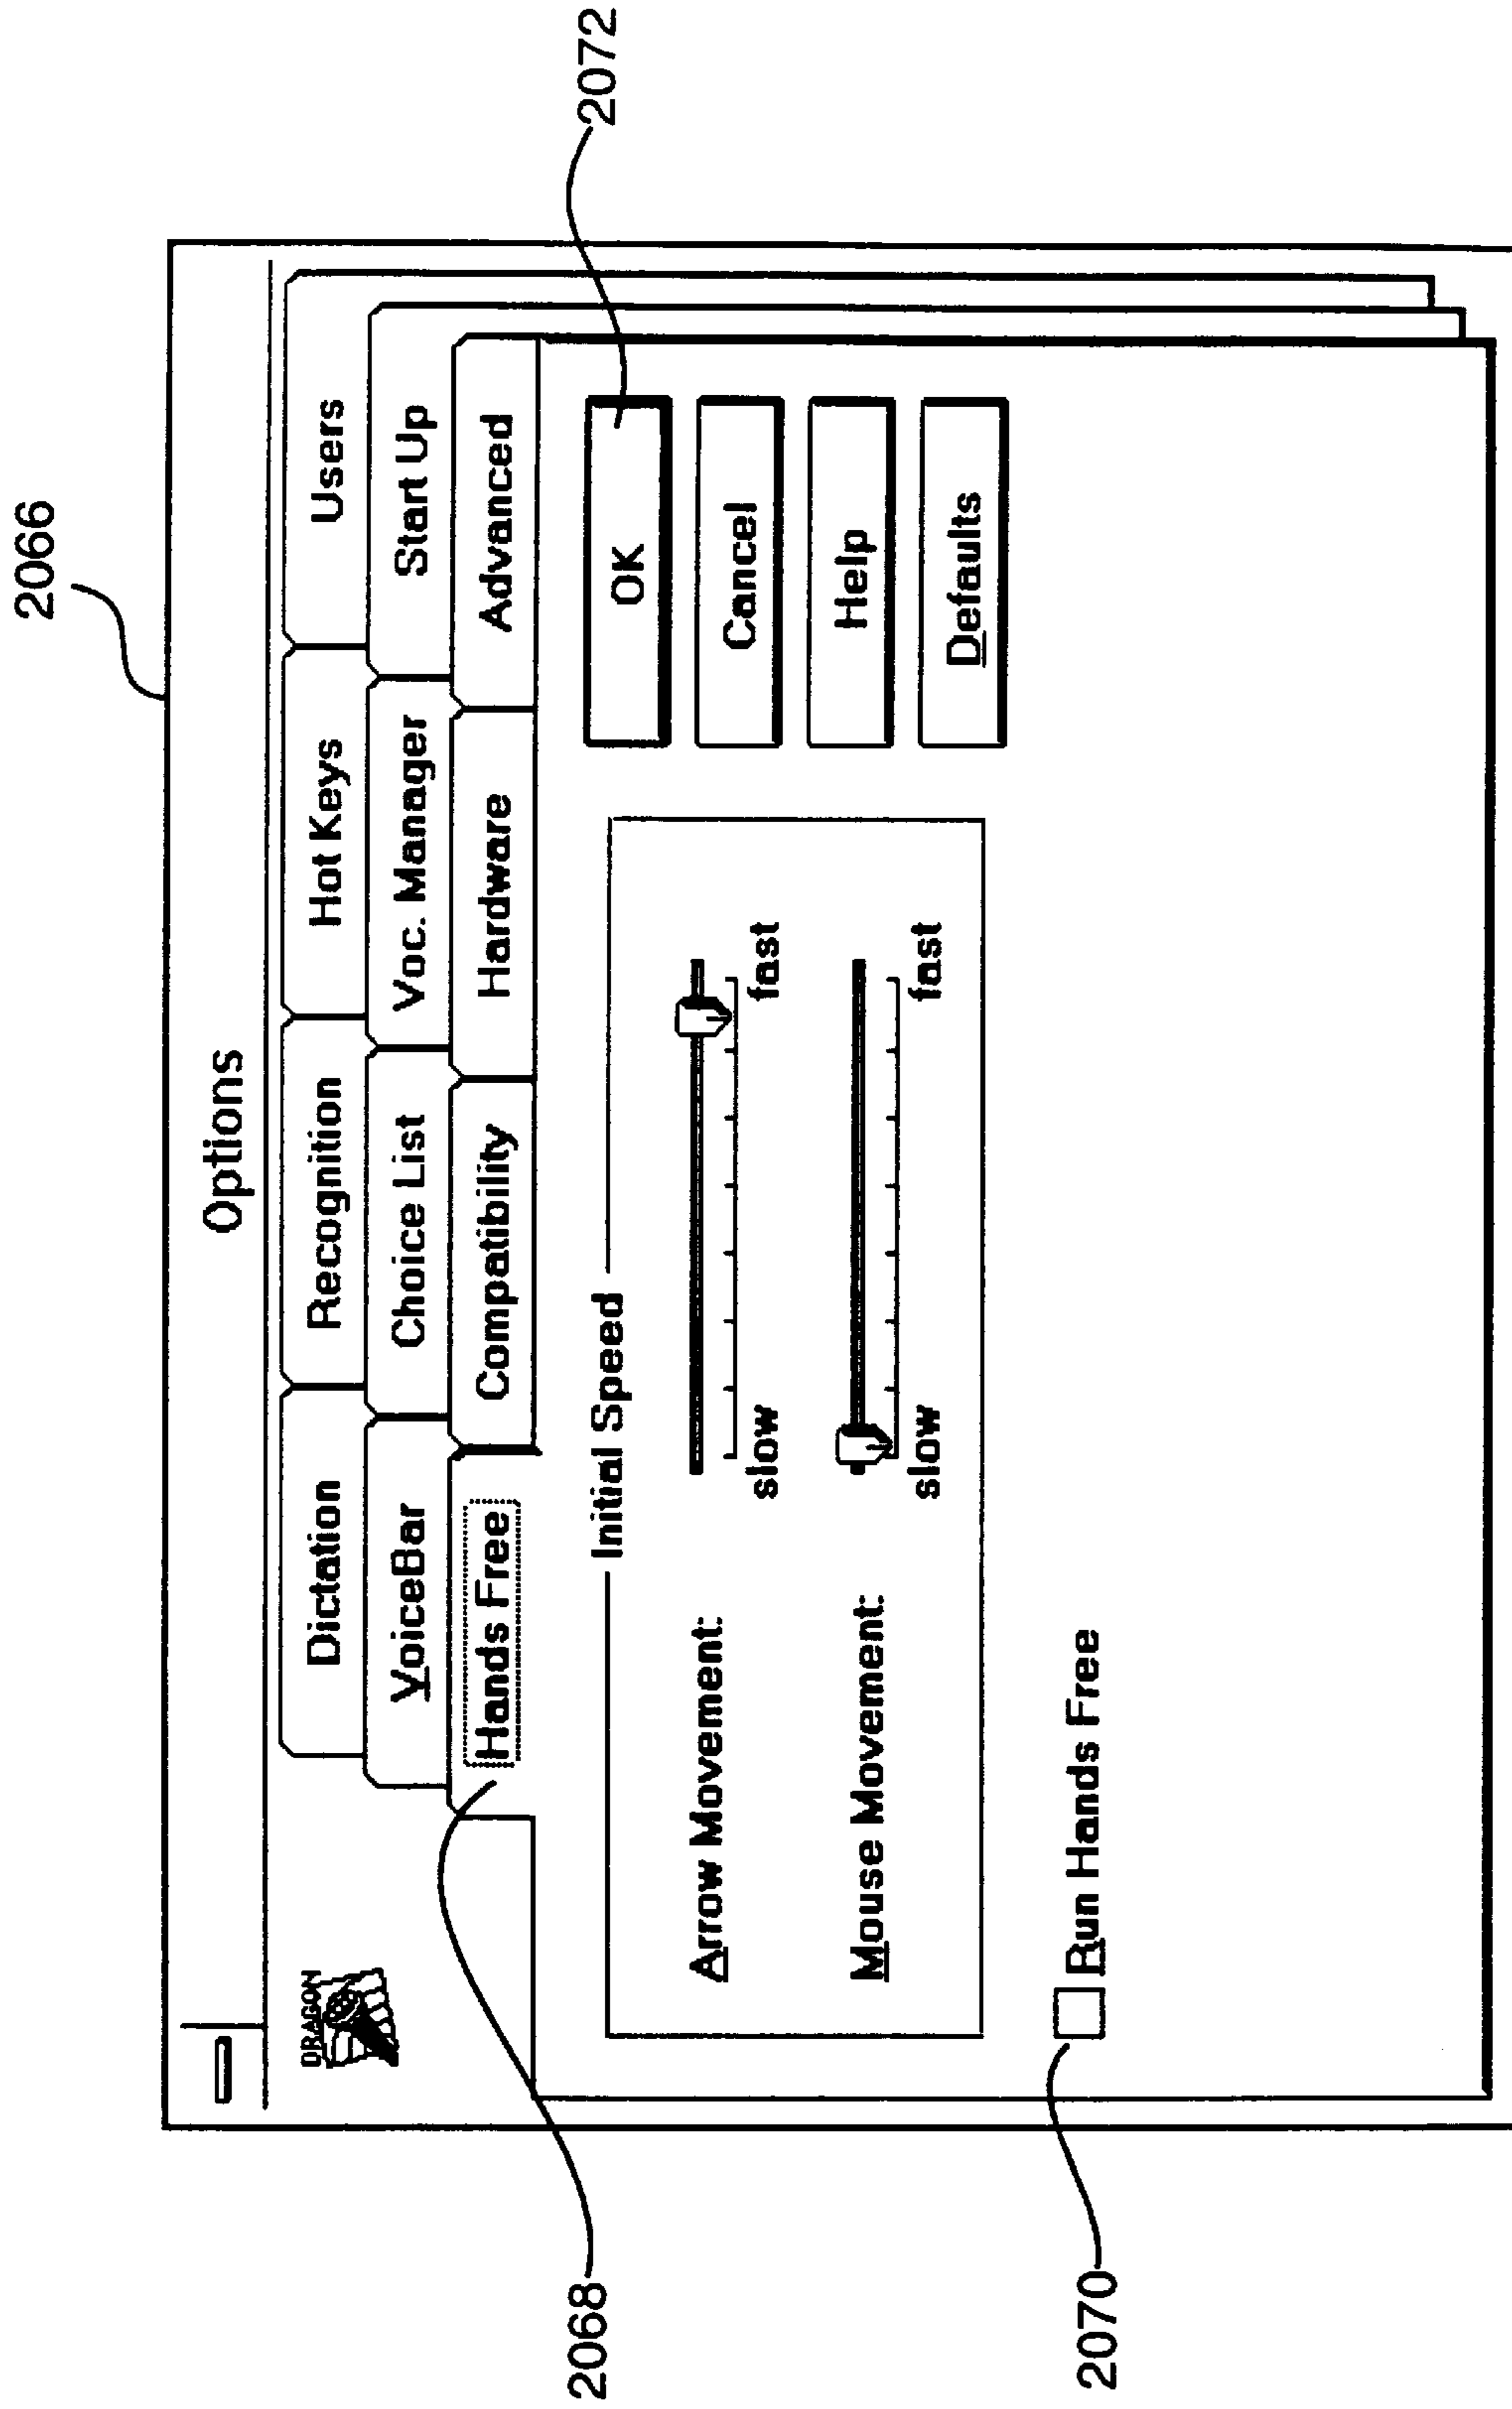 2066
Options
DRAGON
Dictation Recognition Hot Keys Users
VoiceBar Choice List Voc. Manager Start Up
Hands Free Compatibility Hardware Advanced
2068
2072
Initial Speed
Arrow Movement:
slow fast
Mouse Movement:
slow fast
OK
Cancel
Help
Defaults
2070
Run Hands Free